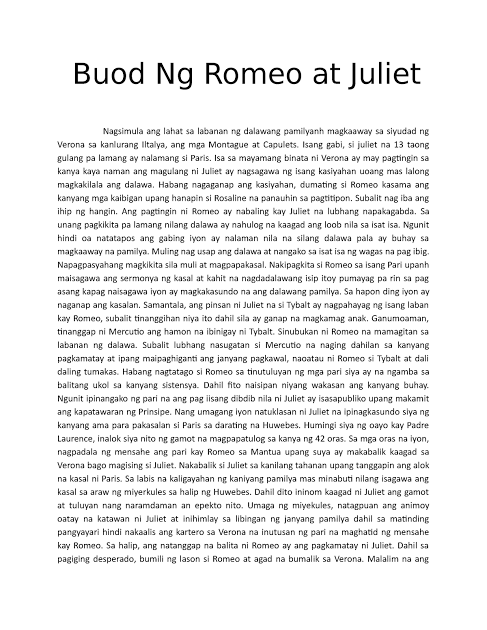 Buod Ng Romeo at Juliet
Nagsimula ang lahat sa labanan ng dalawang pamilyanh magkaaway sa siyudad ng
Verona sa kanlurang Iltalya, ang mga Montague at Capulets. Isang gabi, si juliet na 13 taong
gulang pa lamang ay nalamang si Paris. Isa sa mayamang binata ni Verona ay may pagtingin sa
kanya kaya naman ang magulang ni Juliet ay nagsagawa ng isang kasiyahan uoang mas lalong
magkakilala ang dalawa. Habang nagaganap ang kasiyahan, dumating si Romeo kasama ang
kanyang mga kaibigan upang hanapin si Rosaline na panauhin sa pagtitipon. Subalit nag iba ang
ihip ng hangin. Ang pagtingin ni Romeo ay nabaling kay Juliet na lubhang napakagabda. Sa
unang pagkikita pa lamang nilang dalawa ay nahulog na kaagad ang loob nila sa isat isa. Ngunit
hindi oa natatapos ang gabing iyon ay nalaman nila na silang dalawa pala ay buhay sa
magkaaway na pamilya. Muling nag usap ang dalawa at nangako sa isat isa ng wagas na pag ibig.
Napagpasyahang magkikita sila muli at magpapakasal. Nakipagkita si Romeo sa isang Pari upanh
maisagawa ang sermonya ng kasal at kahit na nagdadalawang isip itoy pumayag pa rin sa pag
asang kapag naisagawa iyon ay magkakasundo na ang dalawang pamilya. Sa hapon ding iyon ay
naganap ang kasalan. Samantala, ang pinsan ni Juliet na si Tybalt ay nagpahayag ng isang laban
kay Romeo, subalit tinanggihan niya ito dahil sila ay ganap na magkamag anak. Ganumoaman,
tinanggap ni Mercutio ang hamon na ibinigay ni Tybalt. Sinubukan ni Romeo na mamagitan sa
labanan ng dalawa. Subalit lubhang nasugatan si Mercutio na naging dahilan sa kanyang
pagkamatay at ipang maipaghiganti ang janyang pagkawal, naoatau ni Romeo si Tybalt at dali
daling tumakas. Habang nagtatago si Romeo sa tinutuluyan ng mga pari siya ay na ngamba sa
balitang ukol sa kanyang sistensya. Dahil fito naisipan niyang wakasan ang kanyang buhay.
Ngunit ipinangako ng pari na ang pag iisang dibdib nila ni Juliet ay isasapubliko upang makamit
ang kapatawaran ng Prinsipe. Nang umagang iyon natuklasan ni Juliet na ipinagkasundo siya ng
kanyang ama para pakasalan si Paris sa darating na Huwebes. Humingi siya ng oayo kay Padre
Laurence, inalok siya nito ng gamot na magpapatulog sa kanya ng 42 oras. Sa mga oras na iyon,
nagpadala ng mensahe ang pari kay Romeo sa Mantua upang suya ay makabalik kaagad sa
Verona bago magising si Juliet. Nakabalik si Juliet sa kanilang tahanan upang tanggapin ang alok
na kasal ni Paris. Sa labis na kaligayahan ng kaniyang pamilya mas minabuti nilang isagawa ang
kasal sa araw ng miyerkules sa halip ng Huwebes. Dahil dito ininom kaagad ni Juliet ang gamot
at tuluyan nang naramdaman an epekto nito. Umaga ng miyekules, natagpuan ang animoy
oatay na katawan ni Juliet at inihimlay sa libingan ng janyang pamilya dahil sa matinding
pangyayari hindi nakaalis ang kartero sa Verona na inutusan ng pari na maghatid ng mensahe
kay Romeo. Sa halip, ang natanggap na balita ni Romeo ay ang pagkamatay ni Juliet. Dahil sa
pagiging desperado, bumili ng lason si Romeo at agad na bumalik sa Verona. Malalim na ang